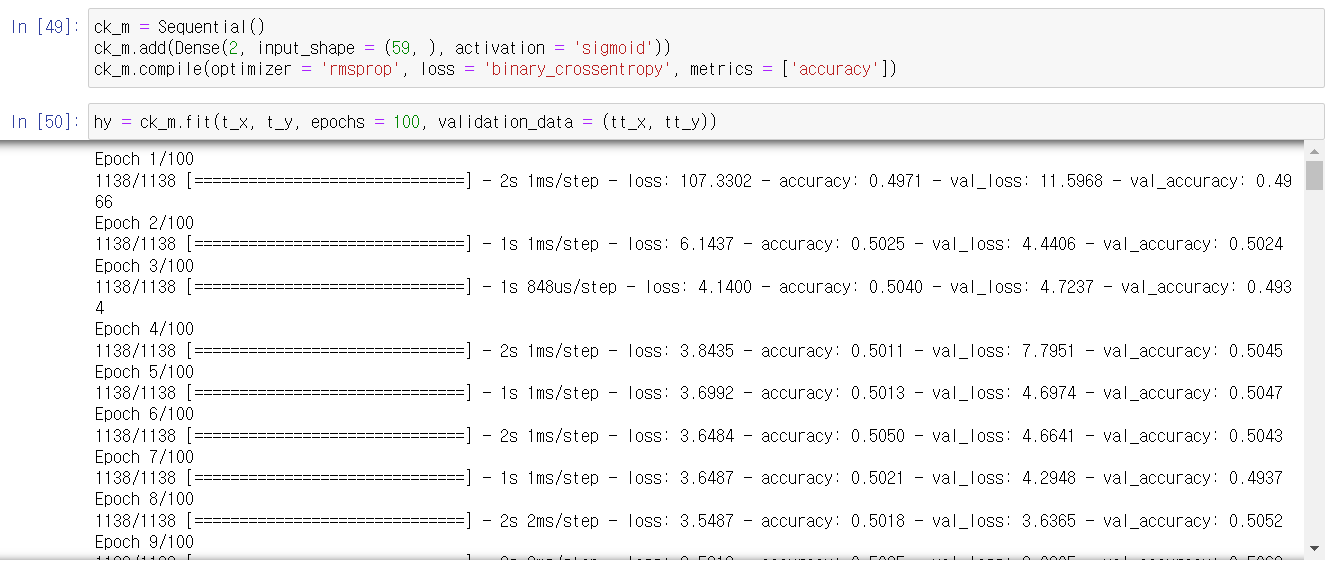 In [49]: ck_m = Sequential()
ck_m.add(Dense(2, input_shape = (59, ), activation = 'sigmoid'))
ck_m.compile(optimizer = 'rmsprop', loss = 'binary_crossentropy', metrics = ['accuracy'])
In [50]: hy = ck_m.fit(t_x, t_y, epochs = 100, validation_data = (tt_x, tt_y))
Epoch 1/100
1138/1138 [==============================] - 2s 1ms/step - loss: 107.3302 - accuracy: 0.4971 - val_loss: 11.5968 - val_accuracy: 0.49
66
Epoch 2/100
1138/1138 [==============================] - 1s 1ms/step - loss: 6.1437 - accuracy: 0.5025 - val_loss: 4.4406 - val_accuracy: 0.5024
Epoch 3/100
1138/1138 [==============================] - 1s 848us/step - loss: 4.1400 - accuracy: 0.5040 - val_loss: 4.7237 - val_accuracy: 0.493
4
Epoch 4/100
1138/1138 [==============================] - 2s 1ms/step - loss: 3.8435 - accuracy: 0.5011 - val_loss: 7.7951 - val_accuracy: 0.5045
Epoch 5/100
1138/1138 [==============================] - 1s 1ms/step - loss: 3.6992 - accuracy: 0.5013 - val_loss: 4.6974 - val_accuracy: 0.5047
Epoch 6/100
1138/1138 [==============================] - 2s 1ms/step - loss: 3.6484 - accuracy: 0.5050 - val_loss: 4.6641 - val_accuracy: 0.5043
Epoch 7/100
1138/1138 [==============================] - 1s 1ms/step - loss: 3.6487 - accuracy: 0.5021 - val_loss: 4.2948 - val_accuracy: 0.4937
Epoch 8/100
1138/1138 [==============================] - 2s 2ms/step - loss: 3.5487 - accuracy: 0.5018 - val_loss: 3.6365 - val_accuracy: 0.5052
Epoch 9/100